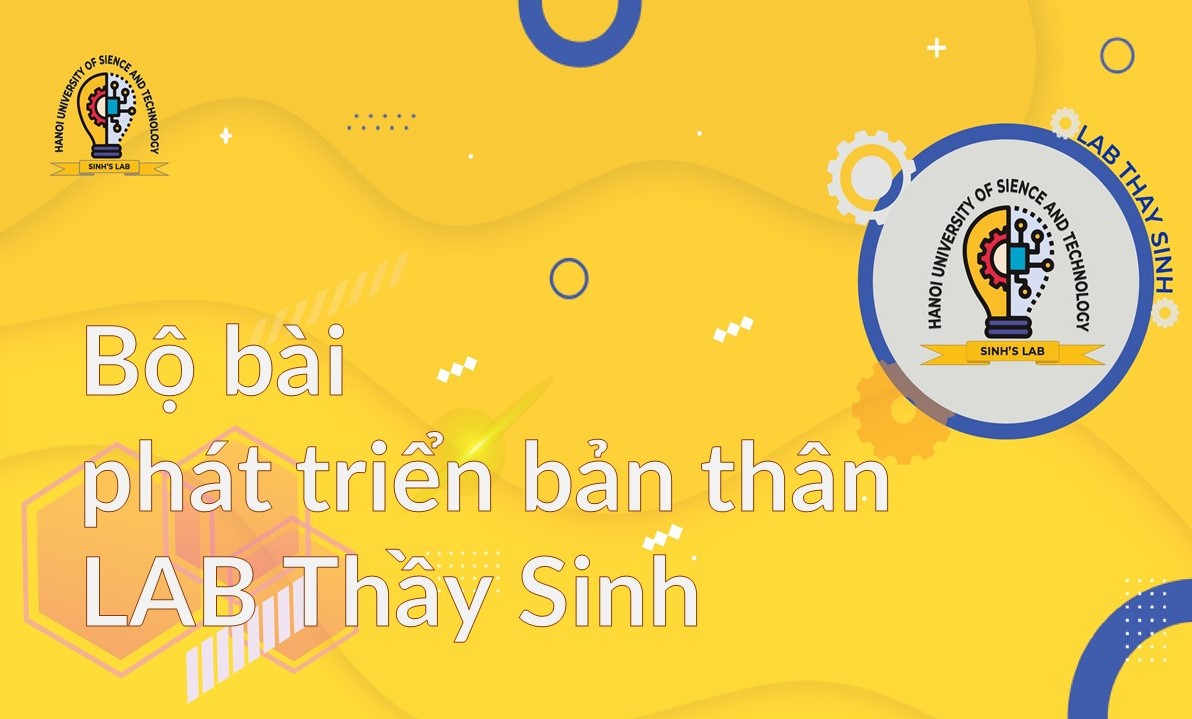 HANOI UNIVERSITY OF SIENCE AND TECHNOLOGY
SINH'S LAB
LAB THAY SINH
HANOI UNIVERSITY OF SIENCE AND TECHNOLOGY
SINH'S LAB
Bộ bài
phát triển bản thân
LAB Thầy Sinh